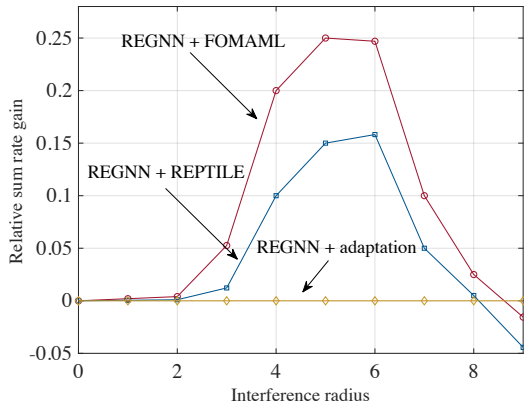 0.25
REGNN + FOMAML
0.2
0.15
REGNN + REPTILE
0.1
0.05
REGNN + adaptation
0
-0.05
0 2 4 6 8
Relative sum rate gain
Interference radius